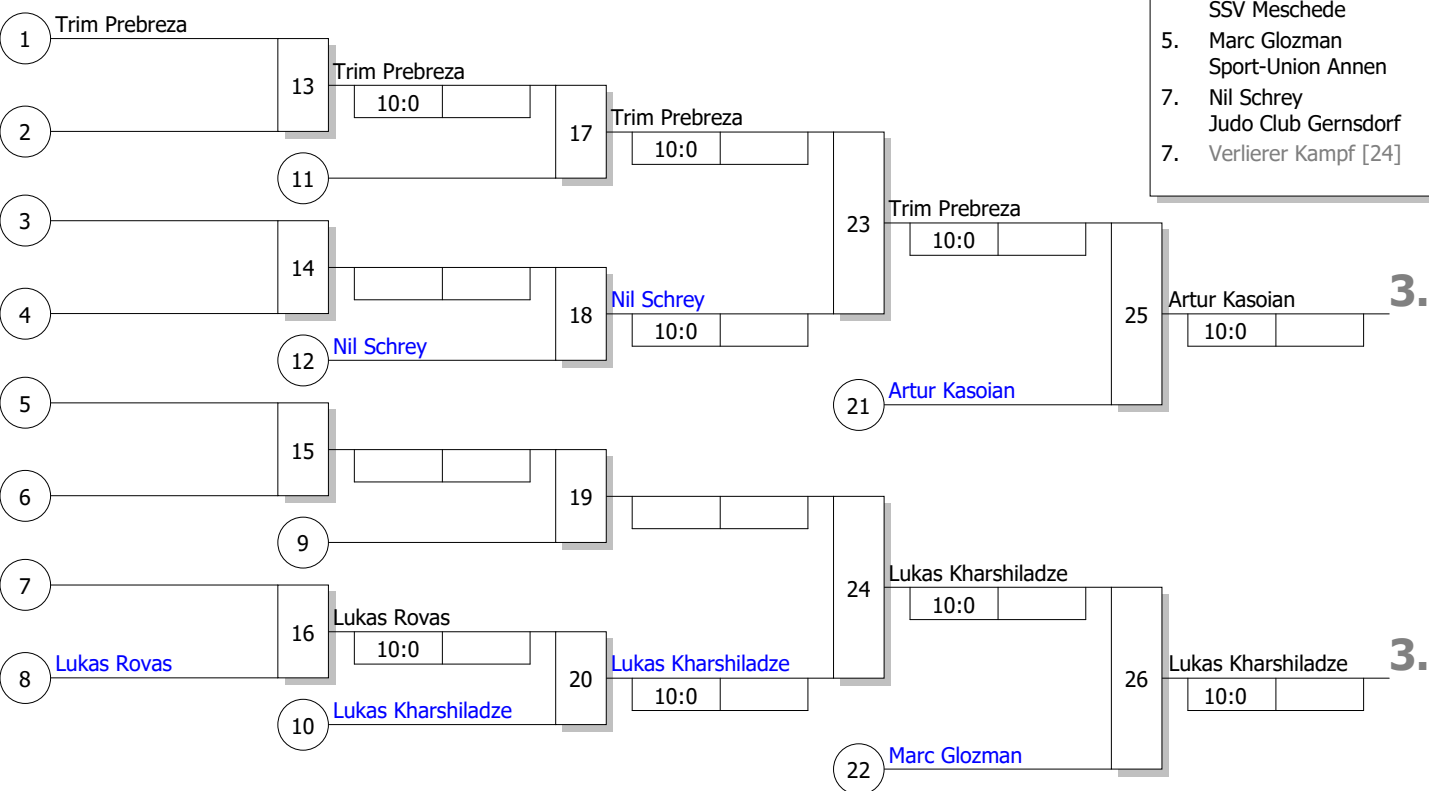 SSV Meschede
5. Marc Glozman
Sport-Union Annen
7. Nil Schrey
Judo Club Gernsdorf
7. Verlierer Kampf [24]
1 Trim Prebreza
2
13 Trim Prebreza
10:0
11
17 Trim Prebreza
10:0
3
4
14
12 Nil Schrey
18 Nil Schrey
10:0
23 Trim Prebreza
10:0
21 Artur Kasoian
25 Artur Kasoian 3.
10:0
5
6
15
9
19
7
8 Lukas Rovas
16 Lukas Rovas
10:0
10 Lukas Kharshiladze
20 Lukas Kharshiladze
10:0
24 Lukas Kharshiladze
10:0
22 Marc Glozman
26 Lukas Kharshiladze 3.
10:0